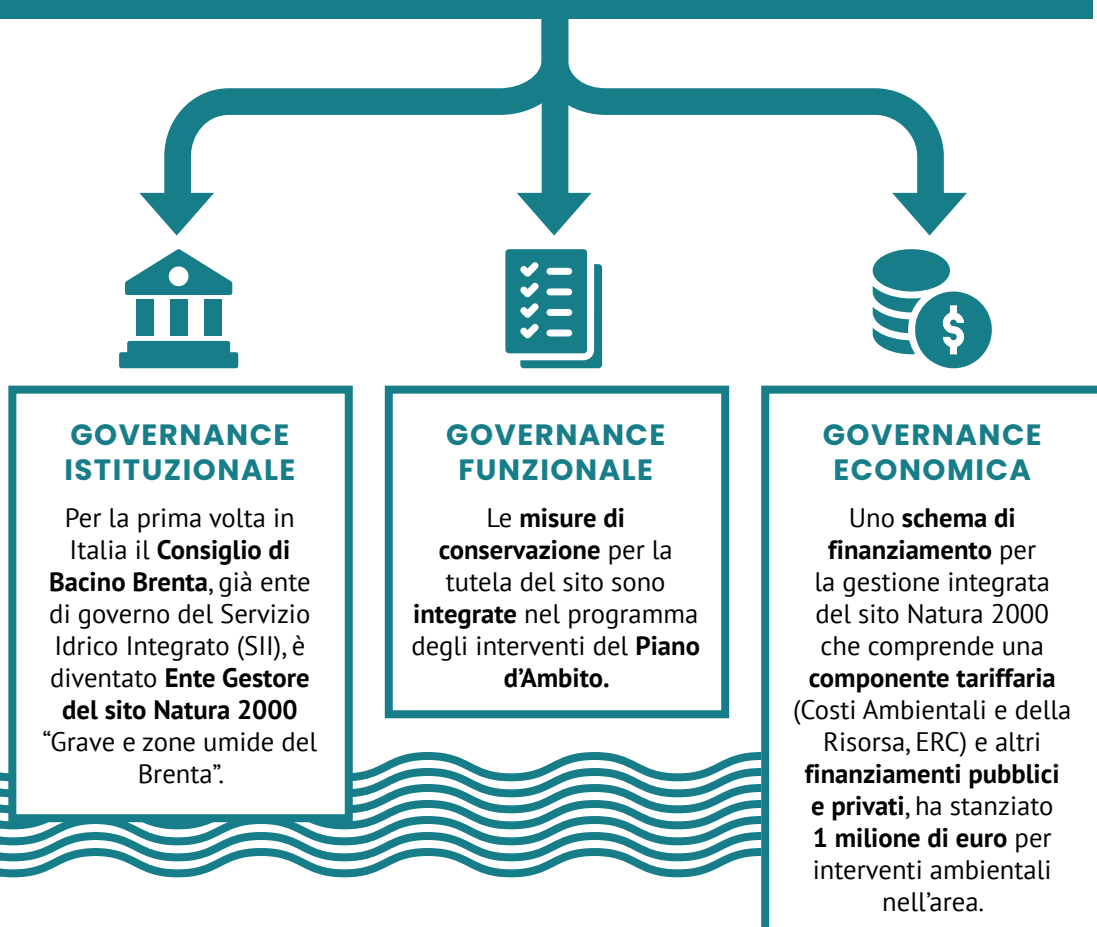 GOVERNANCE
ISTITUZIONALE
Per la prima volta in
Italia il Consiglio di
Bacino Brenta, già ente
di governo del Servizio
Idrico Integrato (SII), è
diventato Ente Gestore
del sito Natura 2000
“Grave e zone umide del
Brenta”.
GOVERNANCE
FUNZIONALE
Le misure di
conservazione per la
tutela del sito sono
integrate nel programma
degli interventi del Piano
d’Ambito.
$
GOVERNANCE
ECONOMICA
Uno schema di
finanziamento per
la gestione integrata
del sito Natura 2000
che comprende una
componente tariffaria
(Costi Ambientali e della
Risorsa, ERC) e altri
finanziamenti pubblici
e privati, ha stanziato
1 milione di euro per
interventi ambientali
nell’area.